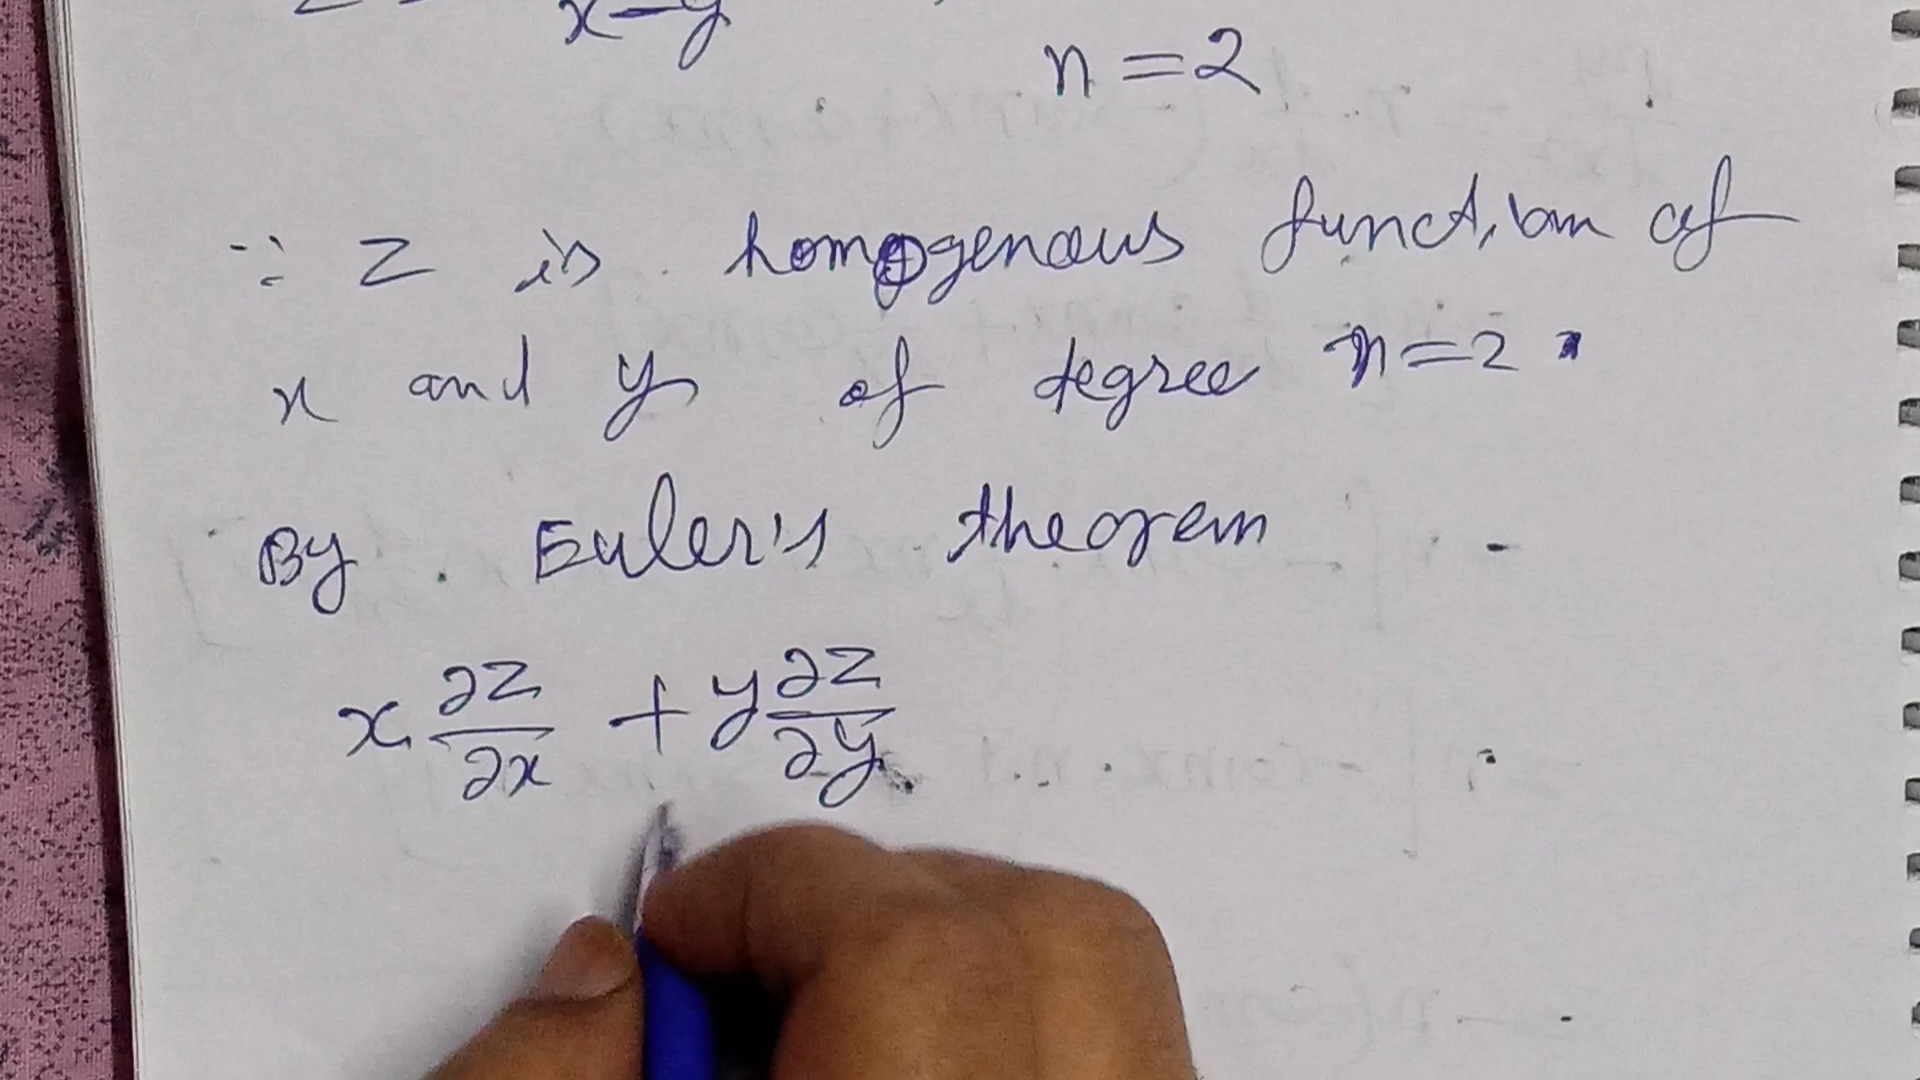 x-y
n=2
∵ z is homogenous function of
x and y of degree n=2
By Euler's theorem
x ∂z/∂x + y ∂z/∂y